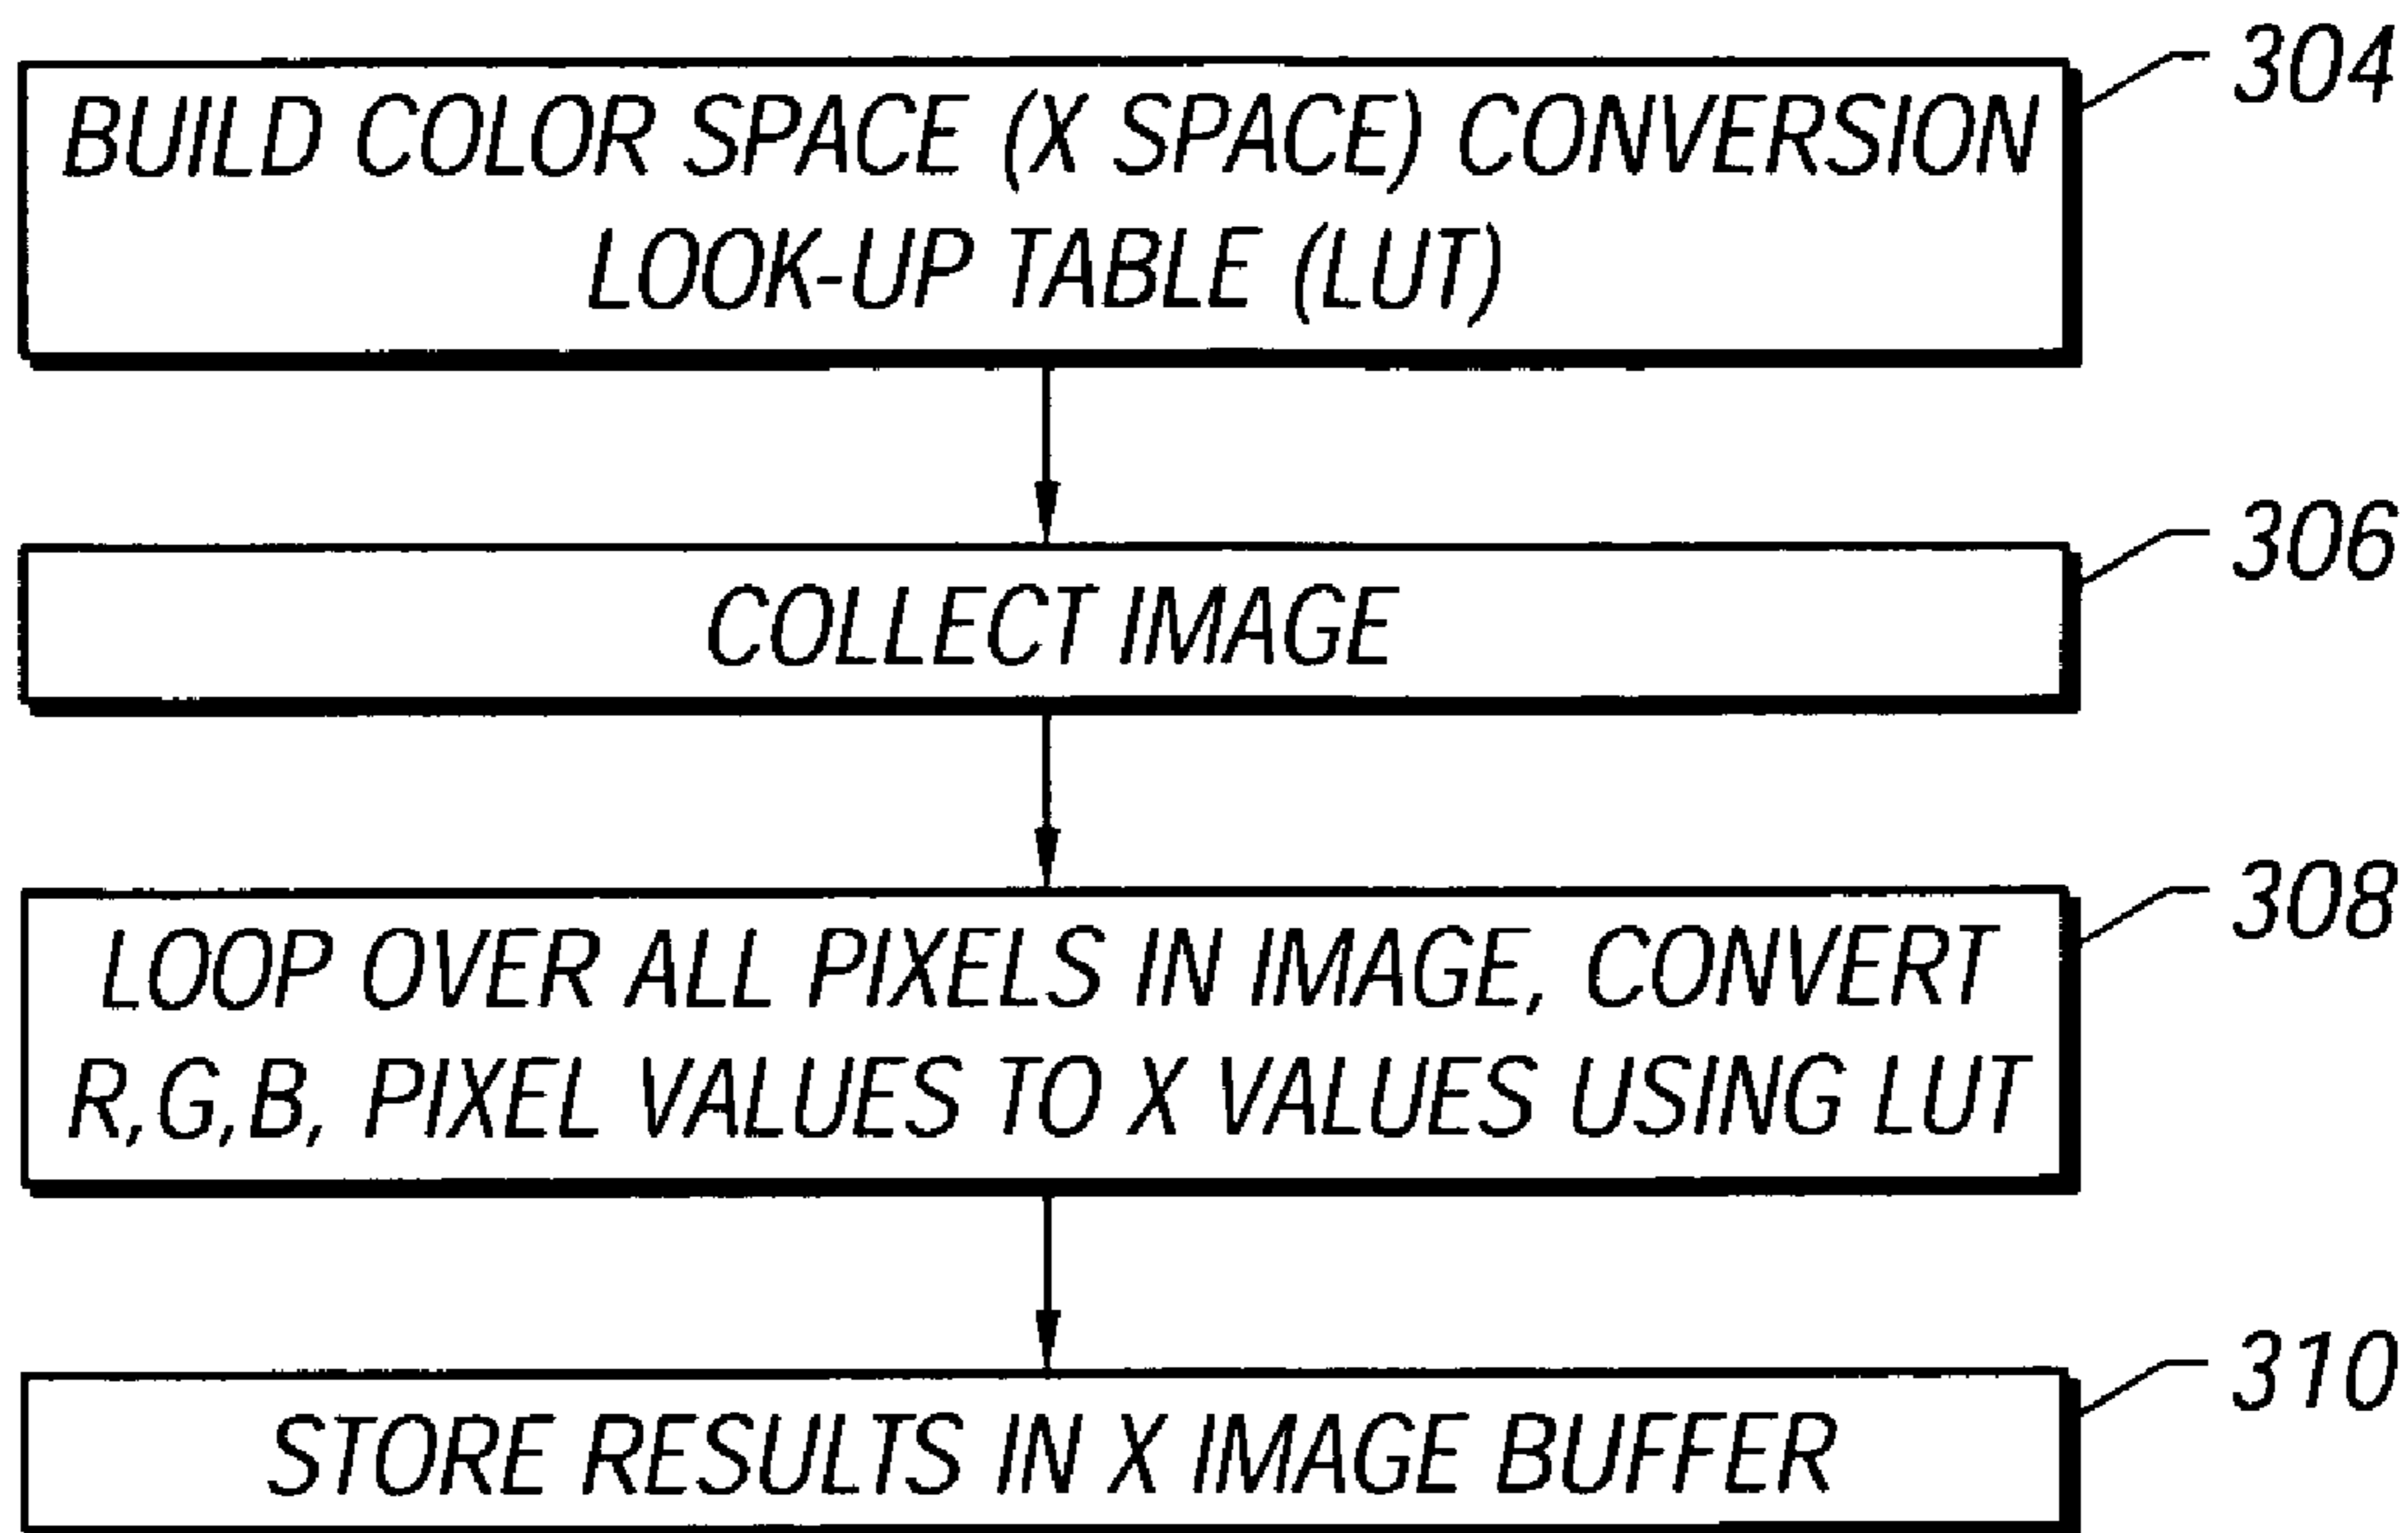 304
BUILD COLOR SPACE (X SPACE) CONVERSION
LOOK-UP TABLE (LUT)
306
COLLECT IMAGE
308
LOOP OVER ALL PIXELS IN IMAGE, CONVERT
R,G,B, PIXEL VALUES TO X VALUES USING LUT
310
STORE RESULTS IN X IMAGE BUFFER